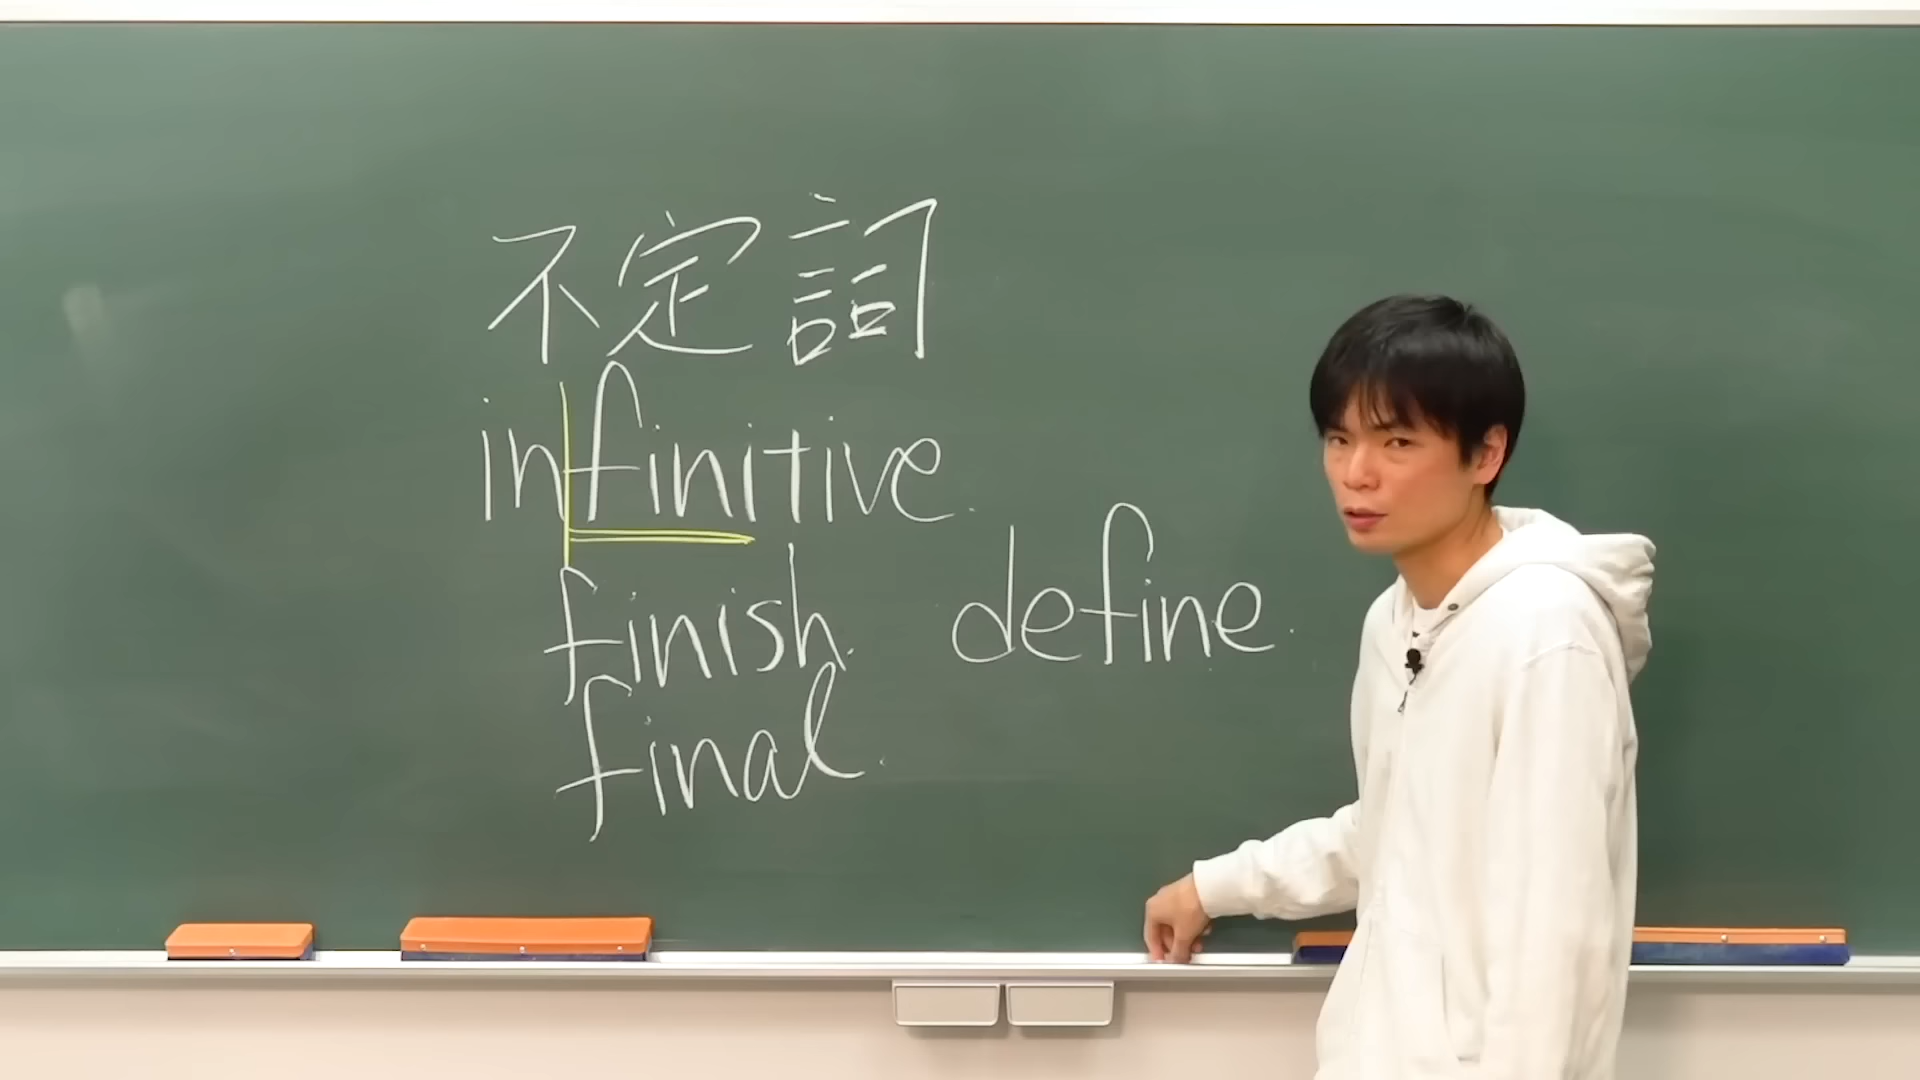 不定詞
infinitive.
finish. define.
final.